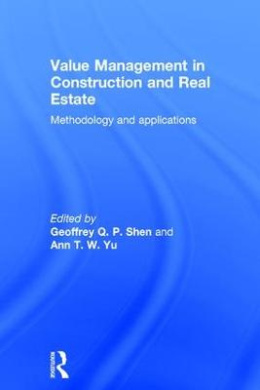 Value Management in
Construction and Real
Estate
Methodology and applications
Edited by
Geoffrey Q. P. Shen and
Ann T. W. Yu
ROUTLEDGE